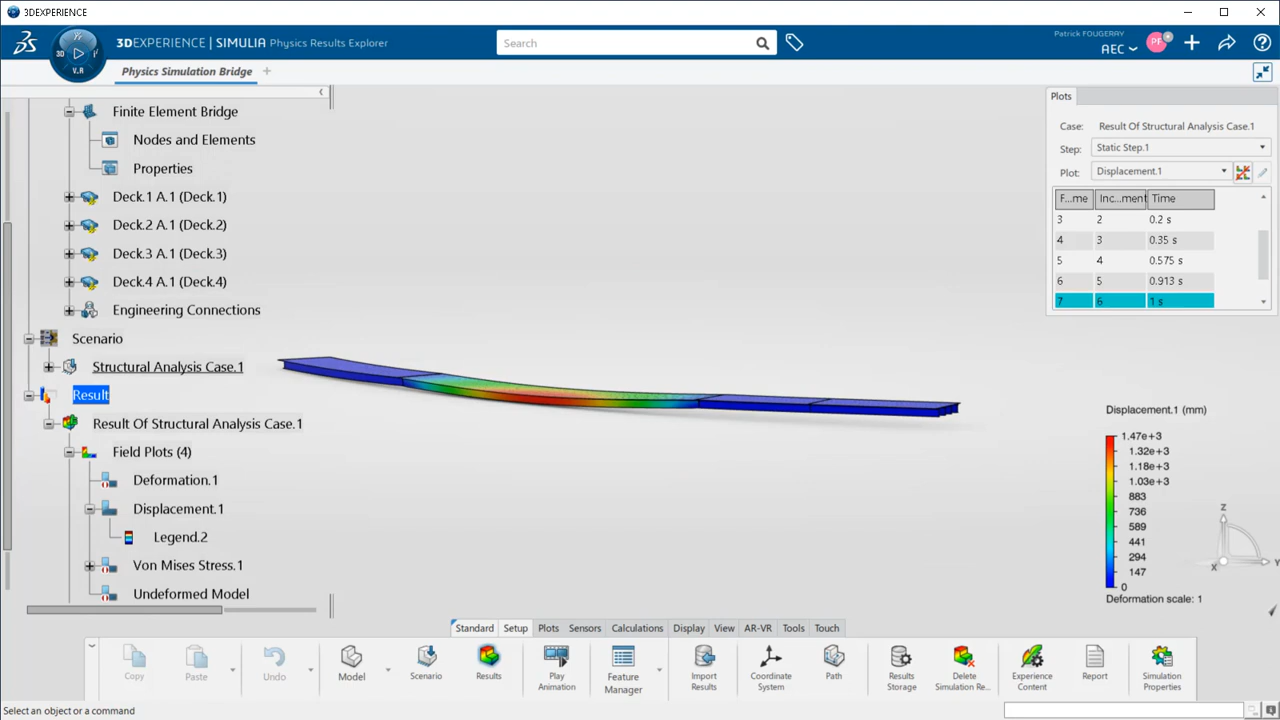 3DEXPERIENCE
3DEXPERIENCE | SIMULIA Physics Results Explorer
Search
Patrick FOUGERAY
AEC
PF
3D
V.R
Physics Simulation Bridge
Finite Element Bridge
Nodes and Elements
Properties
Deck.1 A.1 (Deck.1)
Deck.2 A.1 (Deck.2)
Deck.3 A.1 (Deck.3)
Deck.4 A.1 (Deck.4)
Engineering Connections
Scenario
Structural Analysis Case.1
Result
Result Of Structural Analysis Case.1
Field Plots (4)
Deformation.1
Displacement.1
Legend.2
Von Mises Stress.1
Undeformed Model
Plots
Case: Result Of Structural Analysis Case.1
Step: Static Step.1
Plot: Displacement.1
F...me Inc...ment Time
3 2 0.2 s
4 3 0.35 s
5 4 0.575 s
6 5 0.913 s
7 6 1 s
Displacement.1 (mm)
1.47e+3
1.32e+3
1.18e+3
1.03e+3
883
736
589
441
294
147
0
Deformation scale: 1
Z
X
Y
Standard Setup Plots Sensors Calculations Display View AR-VR Tools Touch
Copy
Paste
Undo
Model
Scenario
Results
Play Animation
Feature Manager
Import Results
Coordinate System
Path
Results Storage
Delete Simulation Re...
Experience Content
Report
Simulation Properties
Select an object or a command